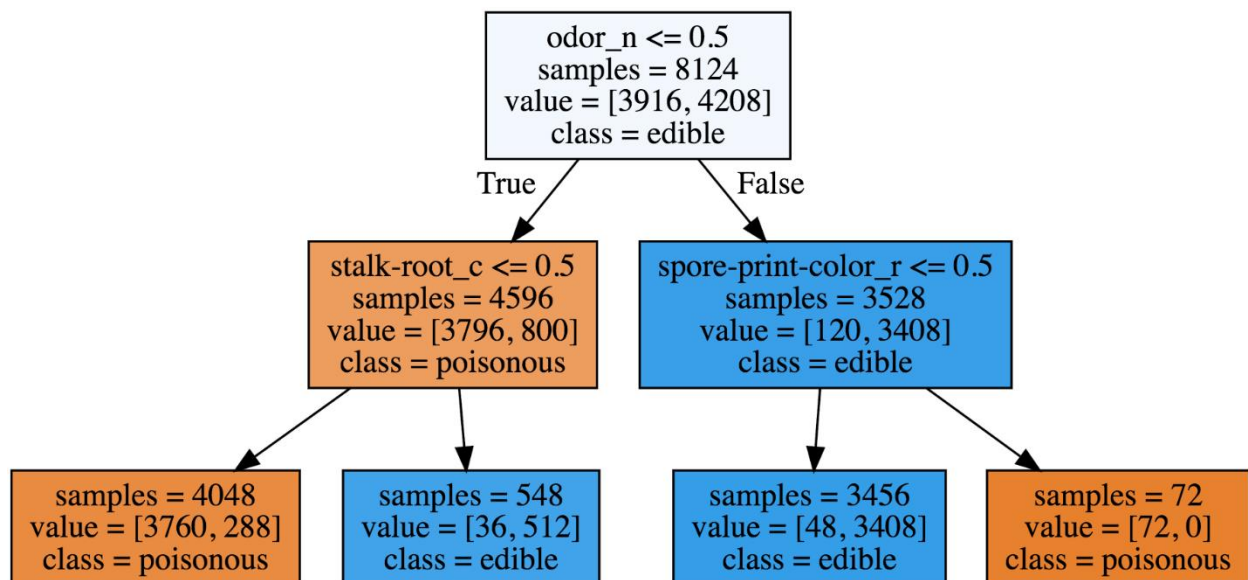 odor_n <= 0.5
samples = 8124
value = [3916, 4208]
class = edible
True
False
stalk-root_c <= 0.5
samples = 4596
value = [3796, 800]
class = poisonous
spore-print-color_r <= 0.5
samples = 3528
value = [120, 3408]
class = edible
samples = 4048
value = [3760, 288]
class = poisonous
samples = 548
value = [36, 512]
class = edible
samples = 3456
value = [48, 3408]
class = edible
samples = 72
value = [72, 0]
class = poisonous